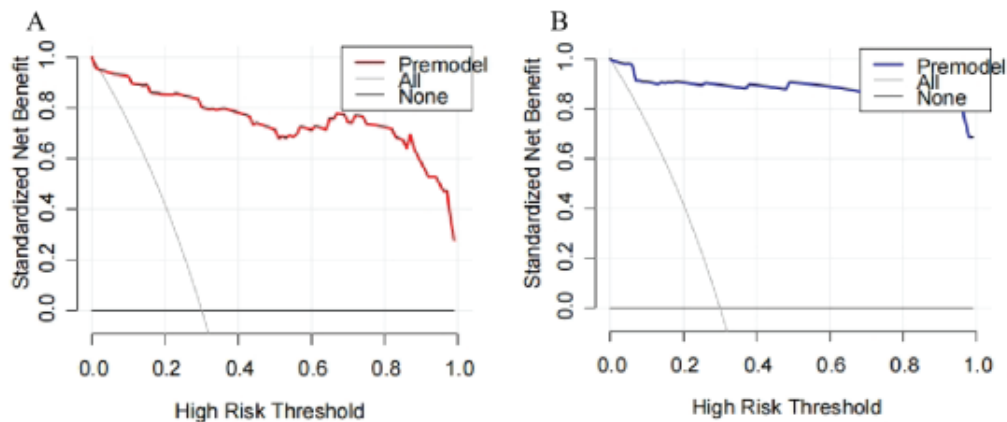 A
Standardized Net Benefit
1.0
0.8
0.6
0.4
0.2
0.0
Premodel
All
None
0.0 0.2 0.4 0.6 0.8 1.0
High Risk Threshold
B
Standardized Net Benefit
1.0
0.8
0.6
0.4
0.2
0.0
Premodel
All
None
0.0 0.2 0.4 0.6 0.8 1.0
High Risk Threshold